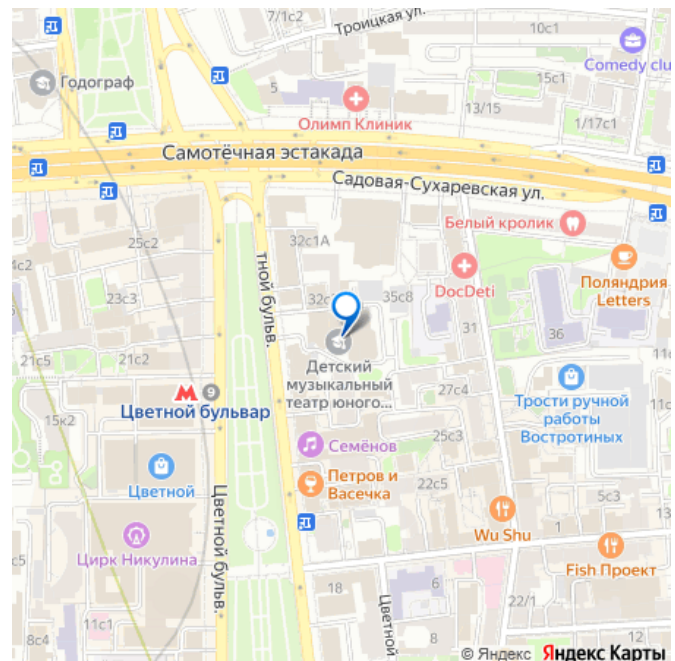 7/1с2
Троицкая ул.
10с1
Comedy clu
Годограф
5
15с1
Олимп Клиник
13/15
1/17с1
Самотёчная эстакада
Садовая-Сухаревская ул.
Белый кролик
25с2
32с1А
тной бульв.
4с2
DocDeti
Поляндрия
Letters
23с3
35с8
31
36
21с5
21с2
Детский
музыкальный
театр юного...
27с4
9
Цветной бульвар
15к2
Трости ручной
работы
Востротиных
Семёнов
25с3
Цветной
Петров и
Васечка
22с5
5с3
Цветной бульв.
Wu Shu
1
10
Цирк Никулина
Fish Проект
18
6
Цветной
22/1
11с1
8с4
8
2
12
© Яндекс Яндекс Карты